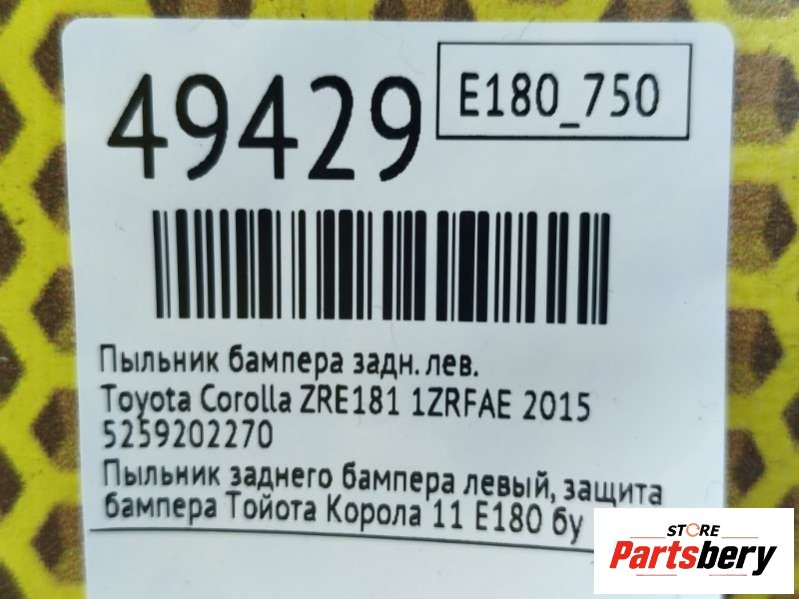 49429
E180_750
Пыльник бампера задн. лев.
Toyota Corolla ZRE181 1ZRFAE 2015
5259202270
Пыльник заднего бампера левый, защита
бампера Тойота Корола 11 Е180 бу
STORE
Partsbery